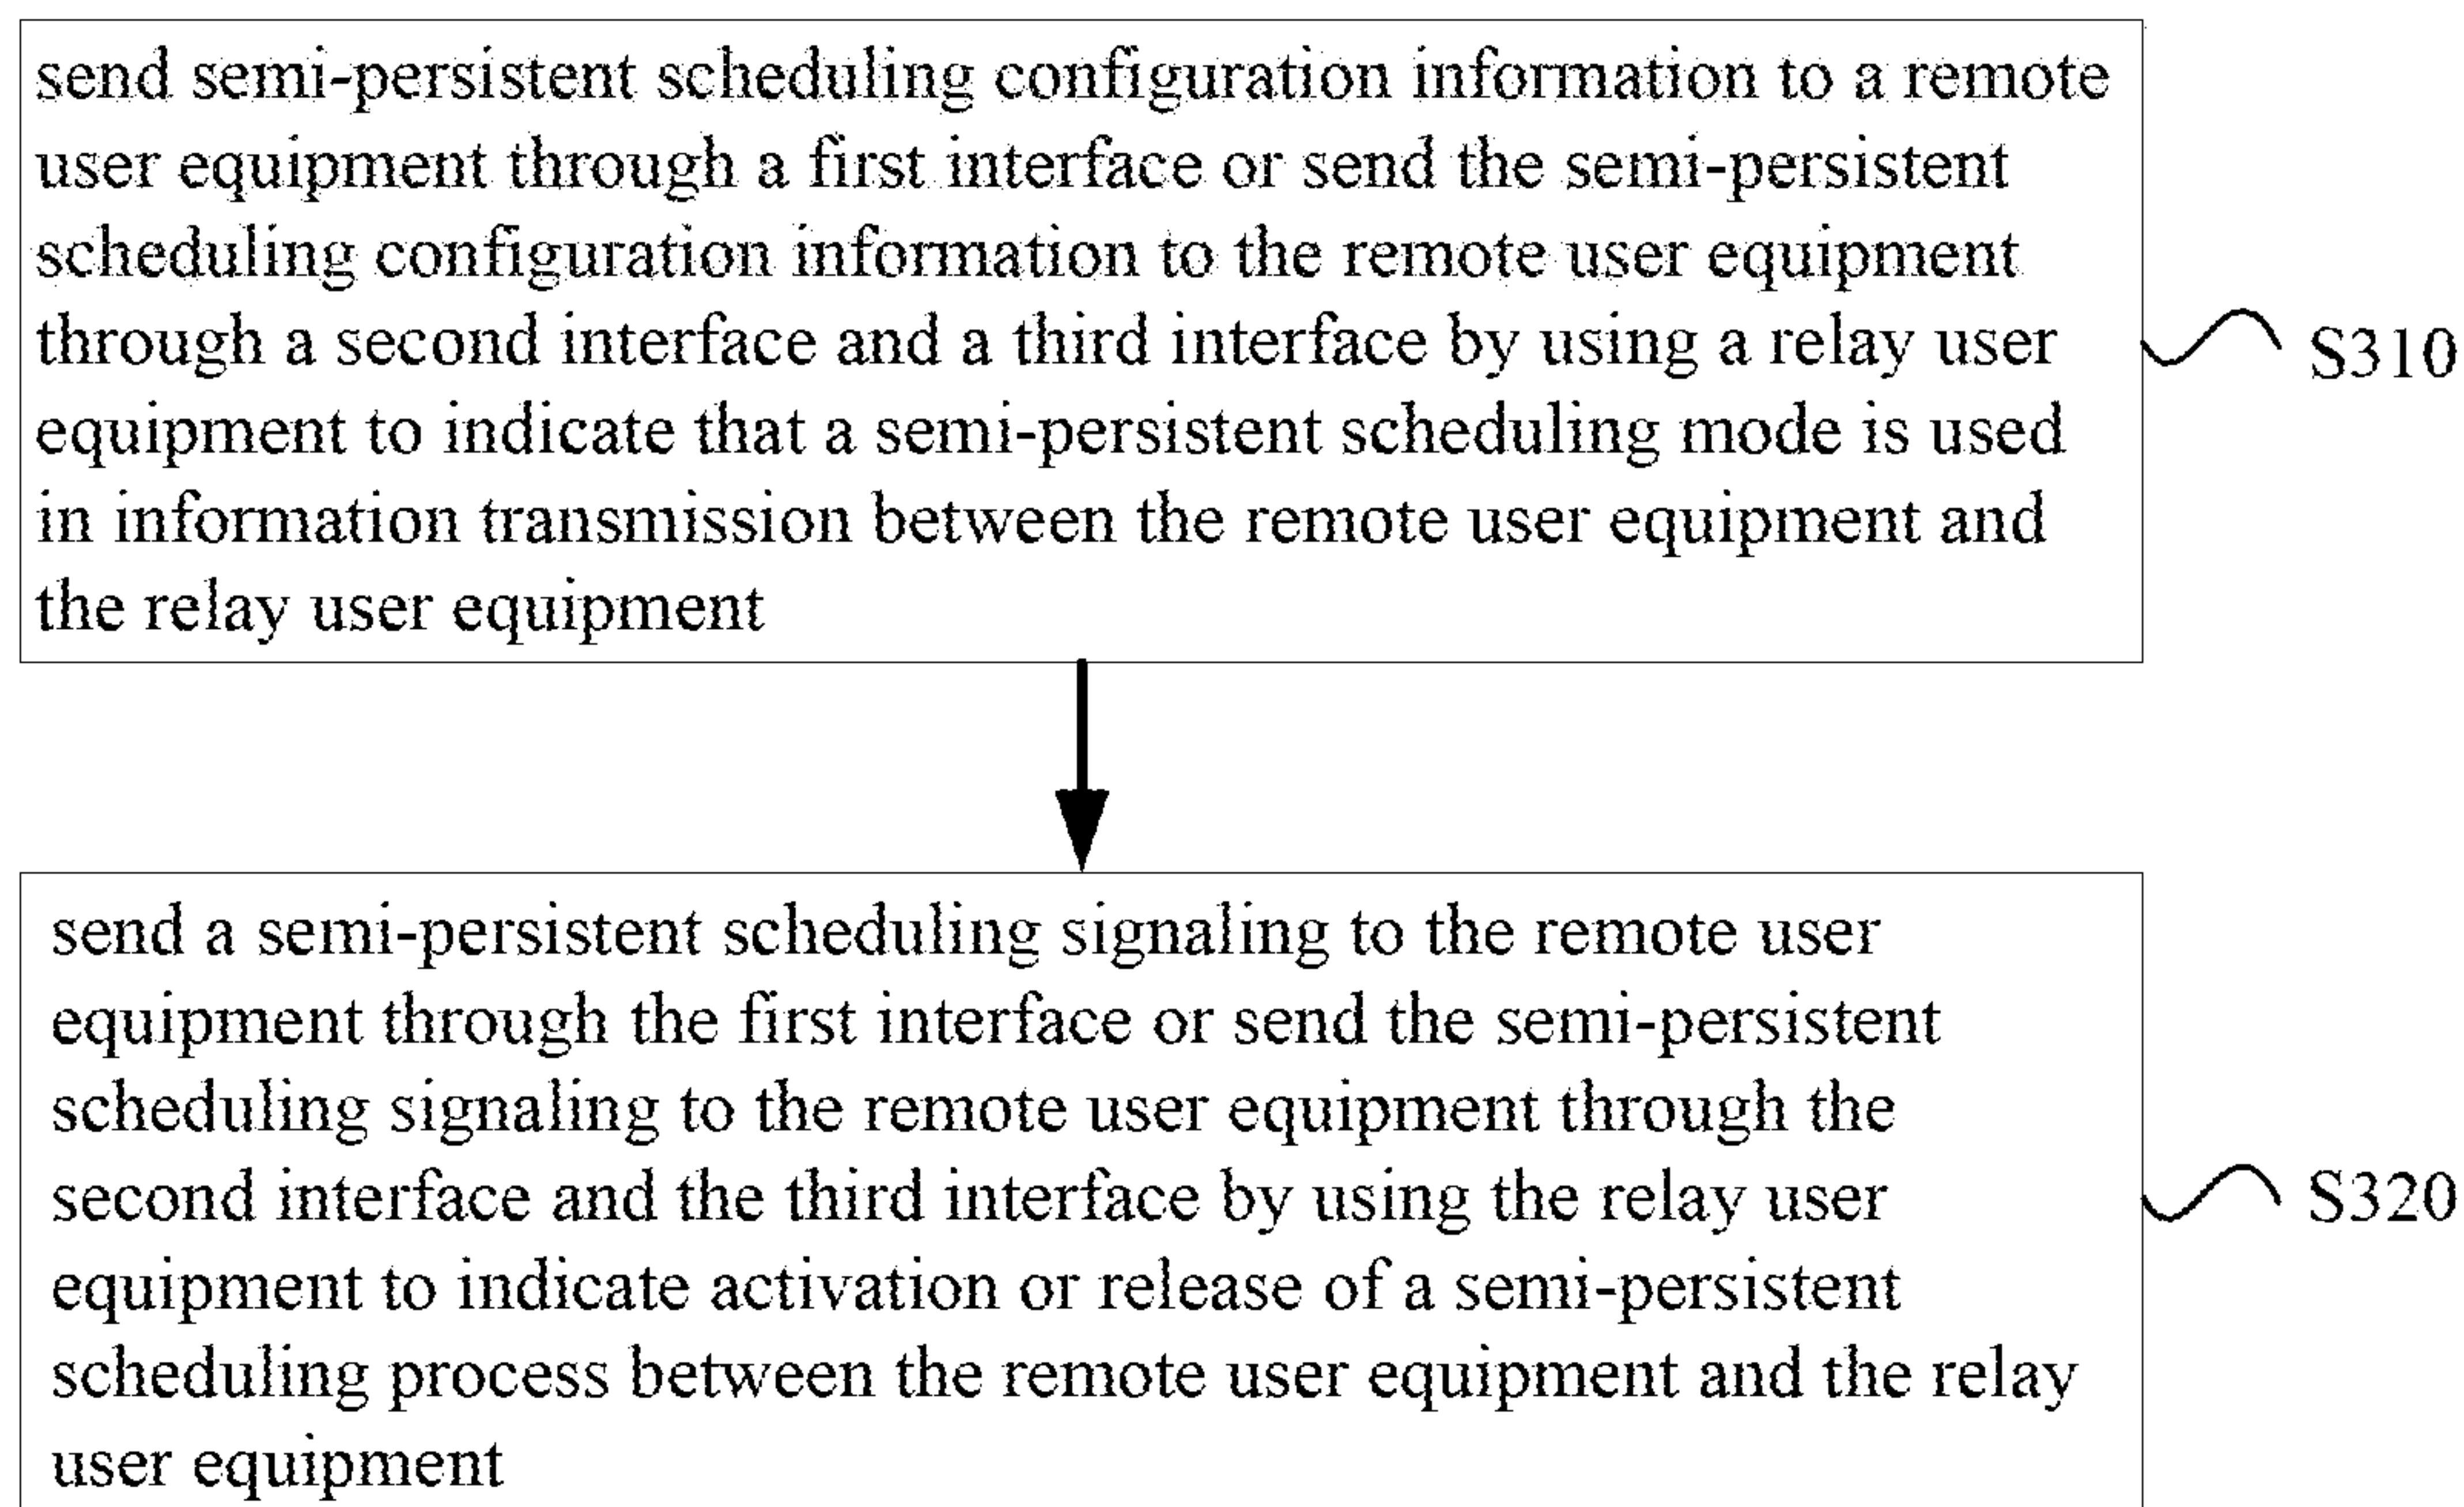 send semi-persistent scheduling configuration information to a remote
user equipment through a first interface or send the semi-persistent
scheduling configuration information to the remote user equipment
through a second interface and a third interface by using a relay user
equipment to indicate that a semi-persistent scheduling mode is used
in information transmission between the remote user equipment and
the relay user equipment
S310
send a semi-persistent scheduling signaling to the remote user
equipment through the first interface or send the semi-persistent
scheduling signaling to the remote user equipment through the
second interface and the third interface by using the relay user
equipment to indicate activation or release of a semi-persistent
scheduling process between the remote user equipment and the relay
user equipment
S320